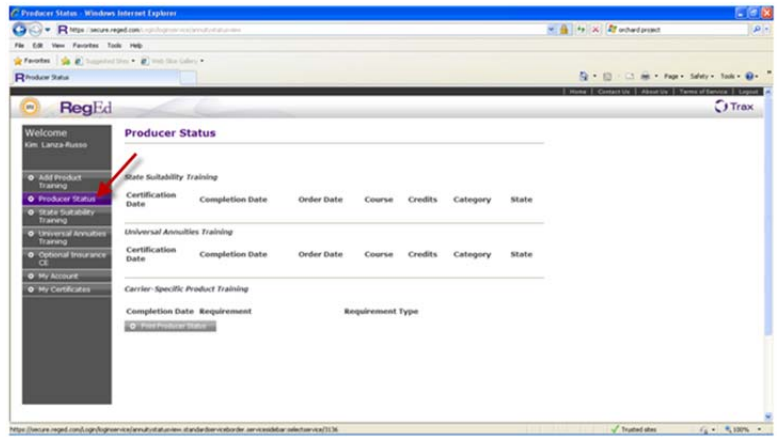 Producer Status - Windows Internet Explorer
orchard project
File Edit View Favorites Tools Help
Favorites Suggested Sites Web Slice Gallery
Producer Status
Page Safety Tools
Home | Contact Us | About Us | Terms of Service | Logout
RegEd
Trax
Welcome
Kim Lanza-Russo
Producer Status
Add Product
Training
Producer Status
State Suitability
Training
Universal Annuities
Training
Optional Insurance
CE
My Account
My Certificates
State Suitability Training
Certification
Date
Completion Date Order Date Course Credits Category State
Universal Annuities Training
Certification
Date
Completion Date Order Date Course Credits Category State
Carrier-Specific Product Training
Completion Date Requirement Requirement Type
Print Producer Status
Trusted sites 100%